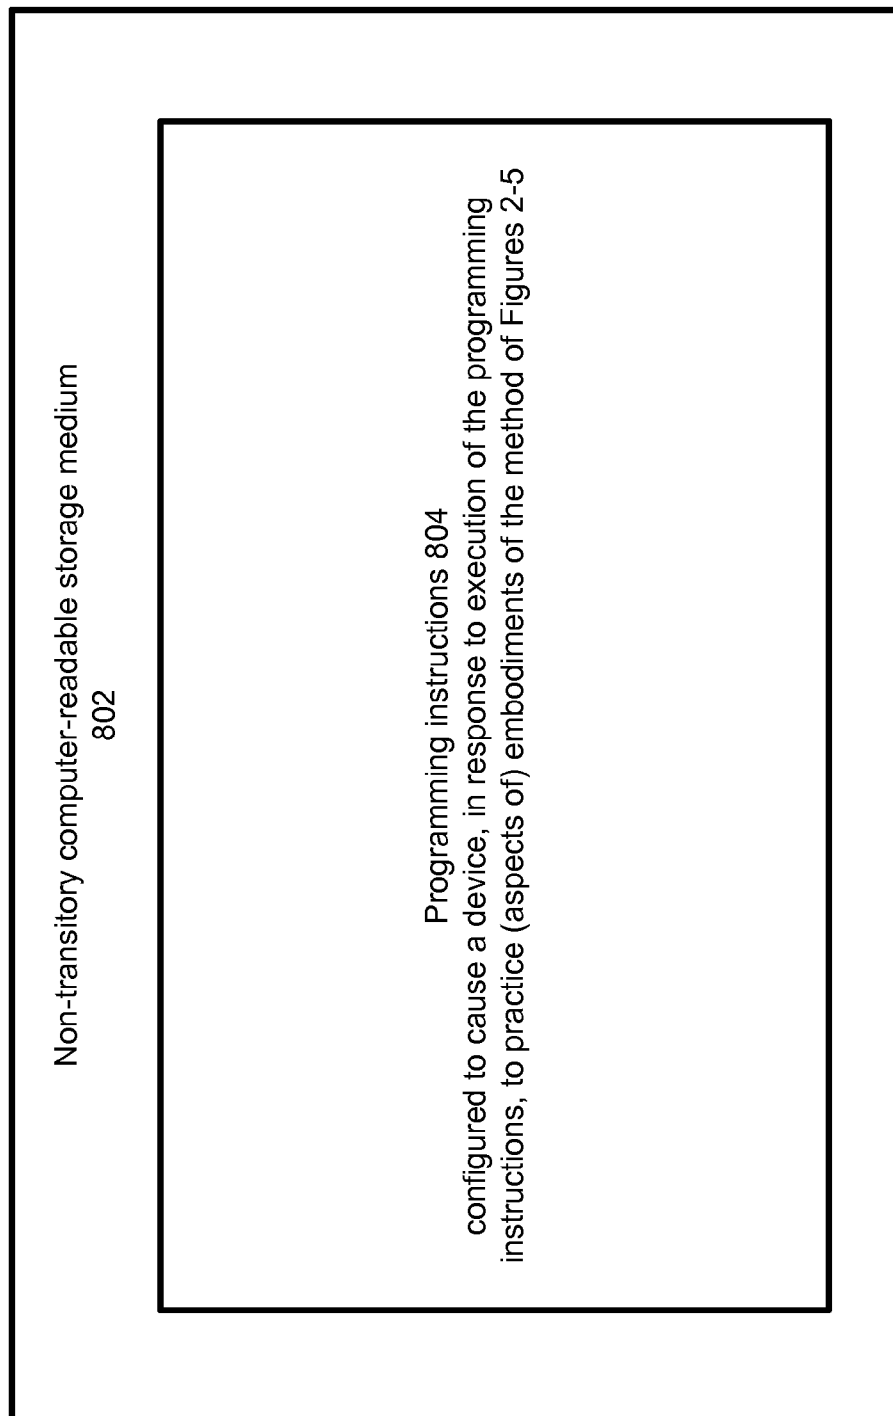 Non-transitory computer-readable storage medium
802
Programming instructions 804
configured to cause a device, in response to execution of the programming
instructions, to practice (aspects of) embodiments of the method of Figures 2-5